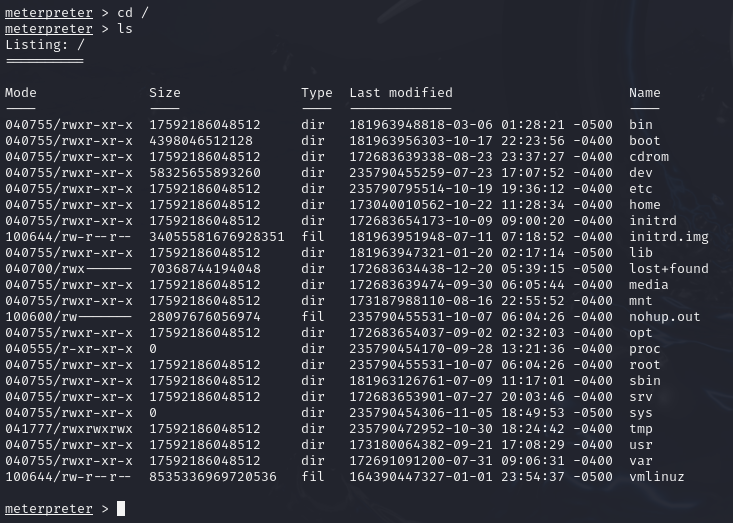 meterpreter > cd /
meterpreter > ls
Listing: /
==========
Mode Size Type Last modified Name
---- ---- ---- ------------- ----
040755/rwxr-xr-x 17592186048512 dir 181963948818-03-06 01:28:21 -0500 bin
040755/rwxr-xr-x 4398046512128 dir 181963956303-10-17 22:23:56 -0400 boot
040755/rwxr-xr-x 17592186048512 dir 172683639338-08-23 23:37:27 -0400 cdrom
040755/rwxr-xr-x 58325655893260 dir 235790455259-07-23 17:07:52 -0400 dev
040755/rwxr-xr-x 17592186048512 dir 235790795514-10-19 19:36:12 -0400 etc
040755/rwxr-xr-x 17592186048512 dir 173040010562-10-22 11:28:34 -0400 home
040755/rwxr-xr-x 17592186048512 dir 172683654173-10-09 09:00:20 -0400 initrd
100644/rw-r--r-- 34055581676928351 fil 181963951948-07-11 07:18:52 -0400 initrd.img
040755/rwxr-xr-x 17592186048512 dir 181963947321-01-20 02:17:14 -0500 lib
040700/rwx------ 70368744194048 dir 172683634438-12-20 05:39:15 -0500 lost+found
040755/rwxr-xr-x 17592186048512 dir 172683639474-09-30 06:05:44 -0400 media
040755/rwxr-xr-x 17592186048512 dir 173187988110-08-16 22:55:52 -0400 mnt
100600/rw------- 28097676056974 fil 235790455531-10-07 06:04:26 -0400 nohup.out
040755/rwxr-xr-x 17592186048512 dir 172683654037-09-02 02:32:03 -0400 opt
040555/r-xr-xr-x 0 dir 235790454170-09-28 13:21:36 -0400 proc
040755/rwxr-xr-x 17592186048512 dir 235790455531-10-07 06:04:26 -0400 root
040755/rwxr-xr-x 17592186048512 dir 181963126761-07-09 11:17:01 -0400 sbin
040755/rwxr-xr-x 17592186048512 dir 172683653901-07-27 20:03:46 -0400 srv
040755/rwxr-xr-x 0 dir 235790454306-11-05 18:49:53 -0500 sys
041777/rwxrwxrwx 17592186048512 dir 235790472952-10-30 18:24:42 -0400 tmp
040755/rwxr-xr-x 17592186048512 dir 173180064382-09-21 17:08:29 -0400 usr
040755/rwxr-xr-x 17592186048512 dir 172691091200-07-31 09:06:31 -0400 var
100644/rw-r--r-- 8535336969720536 fil 164390447327-01-01 23:54:37 -0500 vmlinuz
meterpreter >